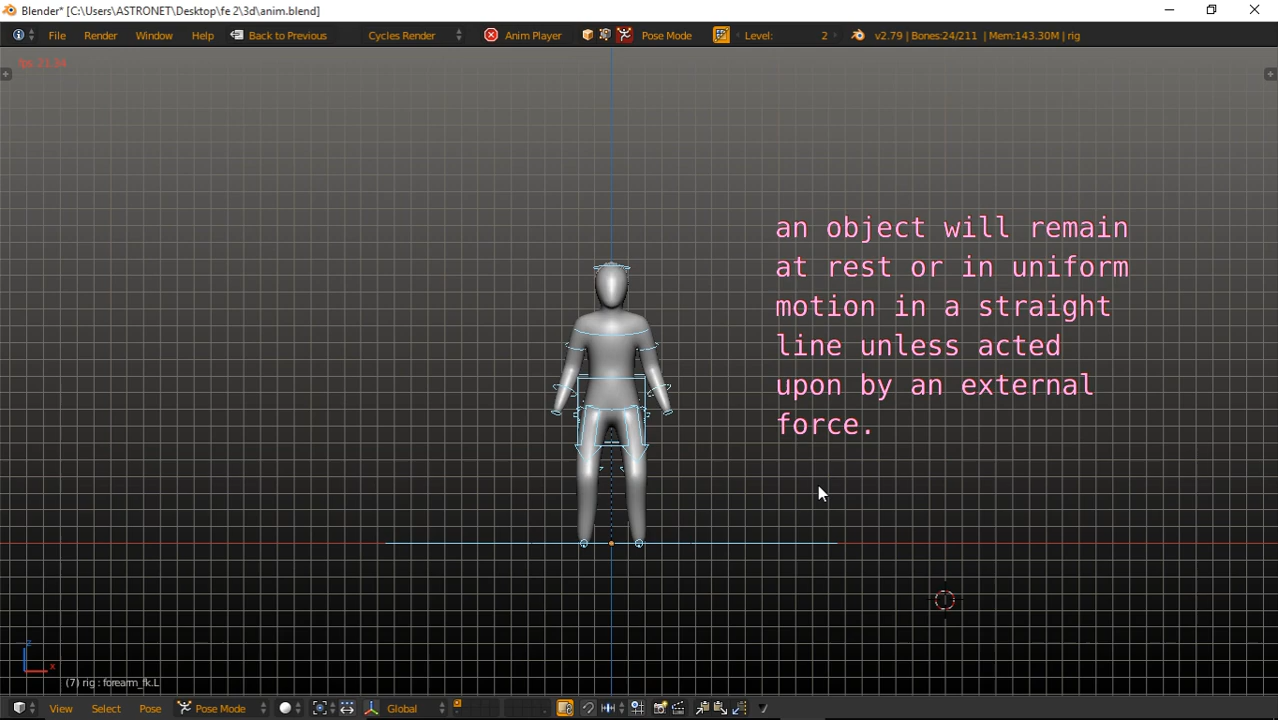 Blender* [C:\Users\ASTRONET\Desktop\fe 2\3d\anim.blend]
File Render Window Help Back to Previous Cycles Render Anim Player Pose Mode Level: 2 v2.79 | Bones:24/211 | Mem:143.30M | rig
fps: 21.34
an object will remain
at rest or in uniform
motion in a straight
line unless acted
upon by an external
force.
z
x
(7) rig : forearm_fk.L
View Select Pose Pose Mode Global